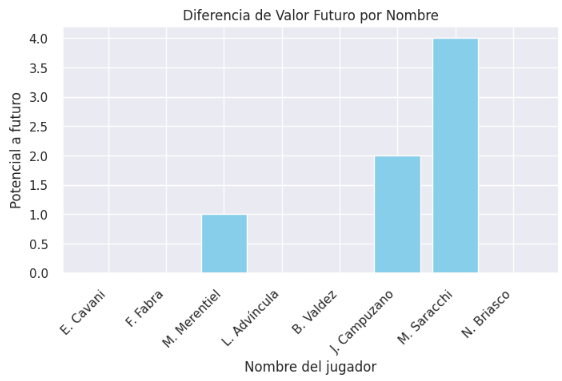 Diferencia de Valor Futuro por Nombre
Potencial a futuro
4.0
3.5
3.0
2.5
2.0
1.5
1.0
0.5
0.0
E. Cavani
F. Fabra
M. Merentiel
L. Advíncula
B. Valdez
J. Campuzano
M. Saracchi
N. Briasco
Nombre del jugador